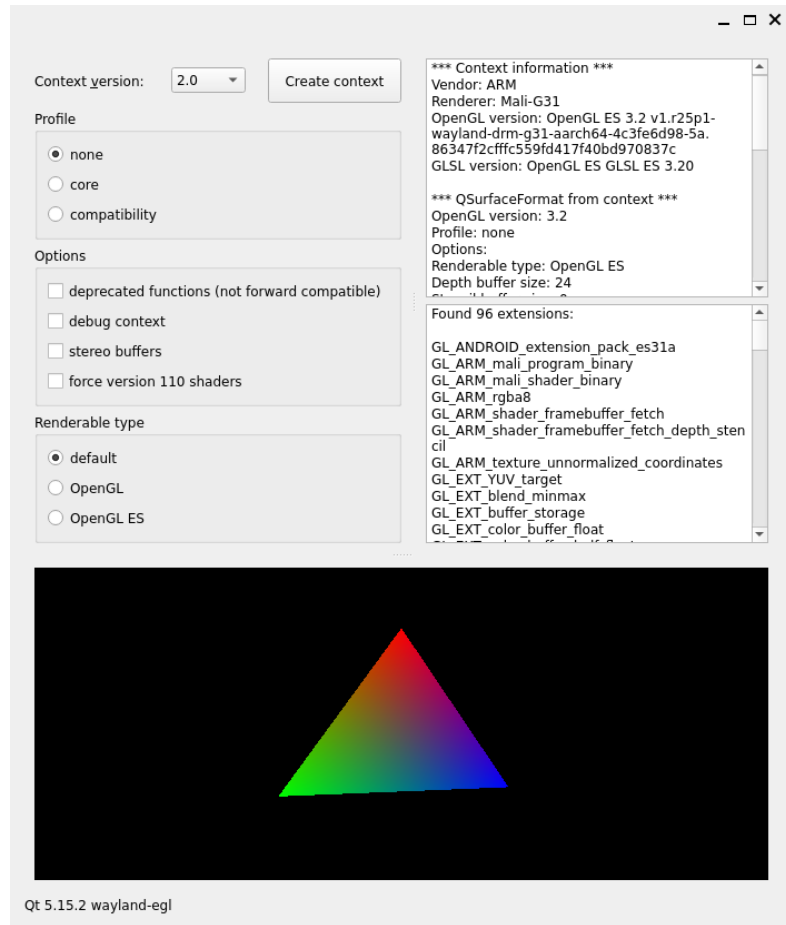 Context version: 2.0 Create context
Profile
none
core
compatibility
Options
deprecated functions (not forward compatible)
debug context
stereo buffers
force version 110 shaders
Renderable type
default
OpenGL
OpenGL ES
*** Context information ***
Vendor: ARM
Renderer: Mali-G31
OpenGL version: OpenGL ES 3.2 v1.r25p1-
wayland-drm-g31-aarch64-4c3fe6d98-5a.
86347f2cfffc559fd417f40bd970837c
GLSL version: OpenGL ES GLSL ES 3.20
*** QSurfaceFormat from context ***
OpenGL version: 3.2
Profile: none
Options:
Renderable type: OpenGL ES
Depth buffer size: 24
Found 96 extensions:
GL_ANDROID_extension_pack_es31a
GL_ARM_mali_program_binary
GL_ARM_mali_shader_binary
GL_ARM_rgba8
GL_ARM_shader_framebuffer_fetch
GL_ARM_shader_framebuffer_fetch_depth_sten
cil
GL_ARM_texture_unnormalized_coordinates
GL_EXT_YUV_target
GL_EXT_blend_minmax
GL_EXT_buffer_storage
GL_EXT_color_buffer_float
Qt 5.15.2 wayland-egl